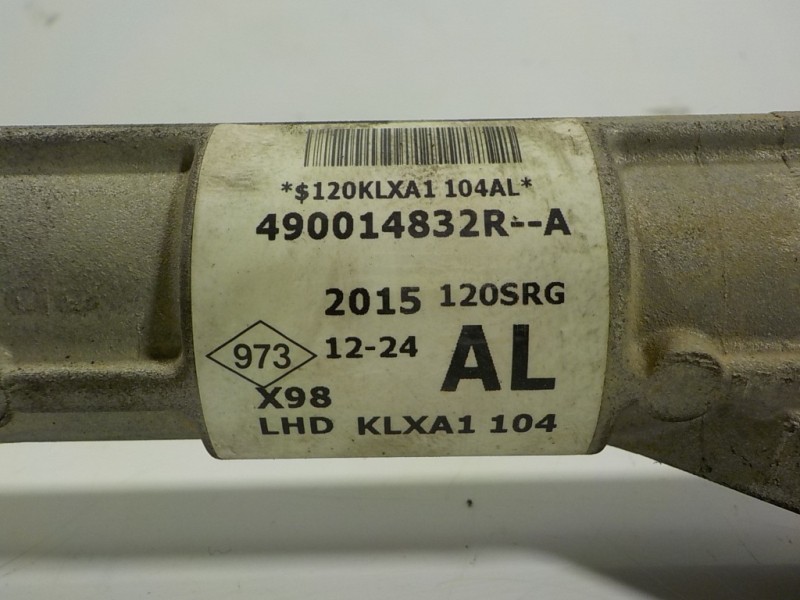 *$120KLXA1 104AL*
490014832R--A
2015 120SRG
973 12-24 AL
X98
LHD KLXA1 104